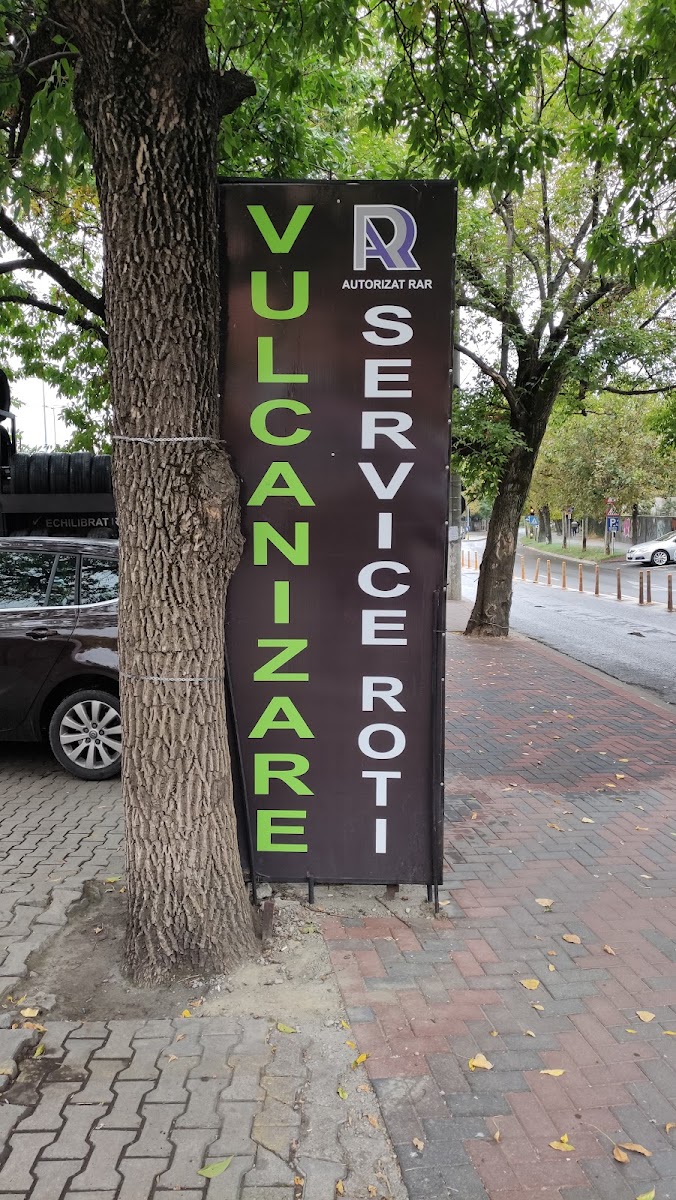 VULCANIZARE
AR
AUTORIZAT RAR
SERVICE ROTI
✓ ECHILIBRAT
P